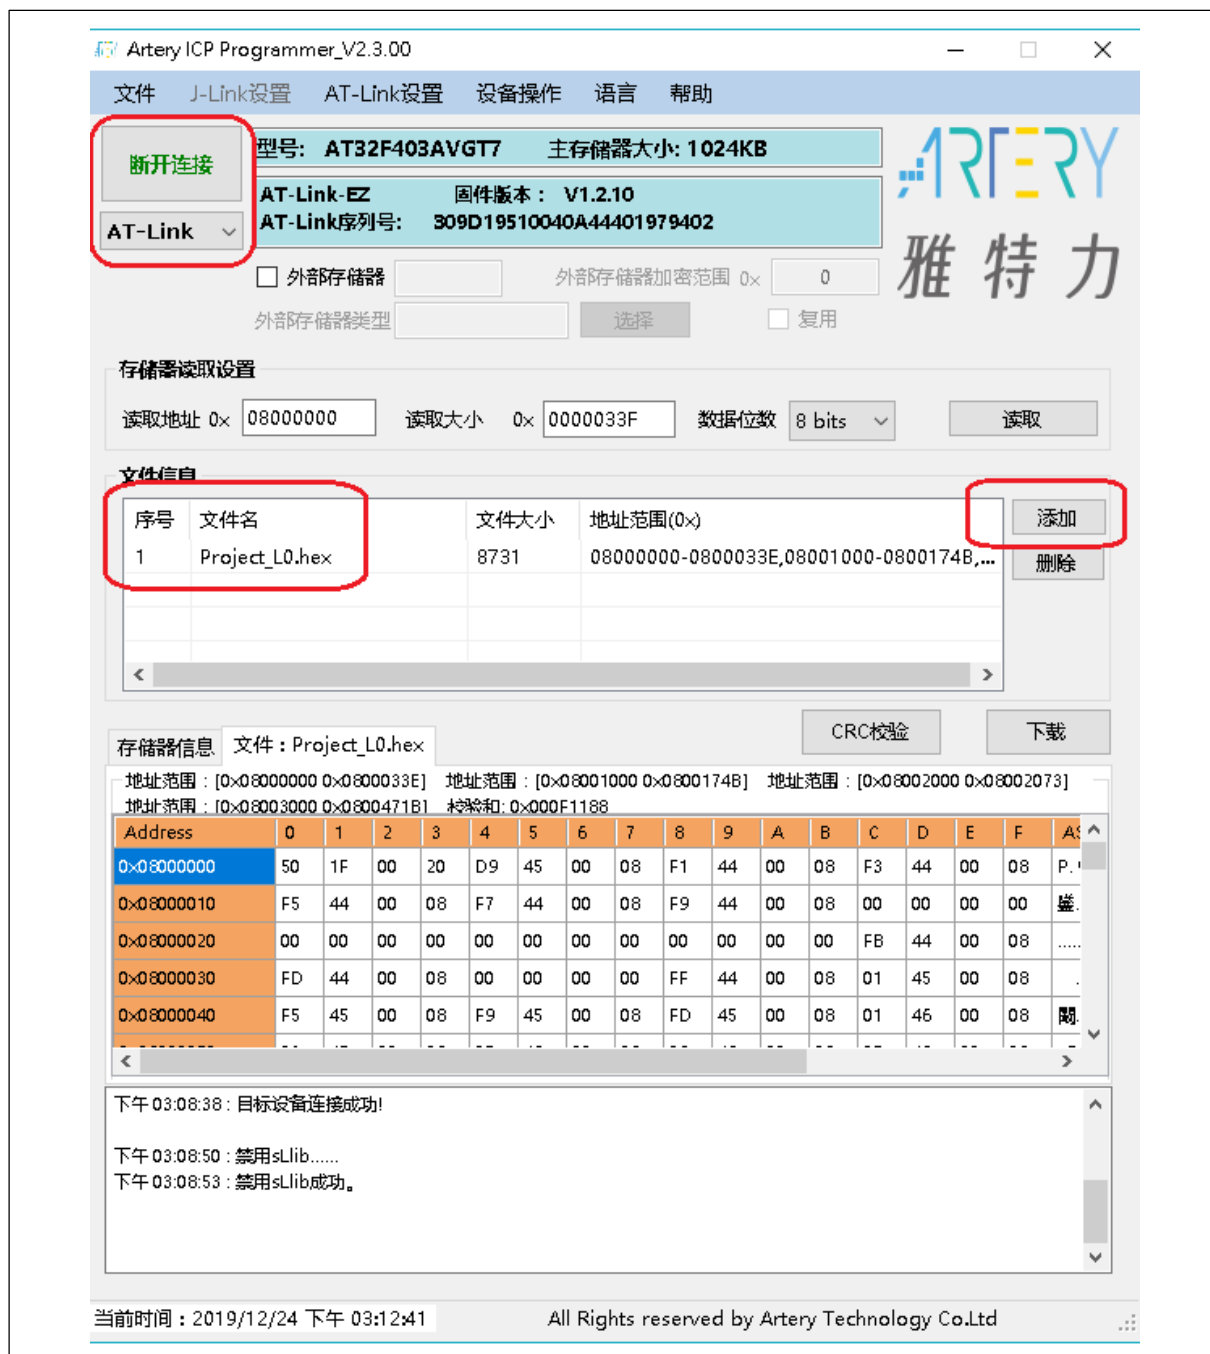 Artery ICP Programmer_V2.3.00
文件 J-Link设置 AT-Link设置 设备操作 语言 帮助
断开连接
AT-Link
型号: AT32F403AVGT7 主存储器大小: 1024KB
AT-Link-EZ 固件版本: V1.2.10
AT-Link序列号: 309D19510040A44401979402
ARTERY
雅特力
外部存储器 外部存储器加密范围 0x 0
外部存储器类型 选择 复用
存储器读取设置
读取地址 0x 08000000 读取大小 0x 0000033F 数据位数 8 bits 读取
文件信息
序号 文件名 文件大小 地址范围(0x) 添加
1 Project_L0.hex 8731 08000000-0800033E,08001000-0800174B,... 删除
CRC校验 下载
存储器信息 文件 : Project_L0.hex
地址范围 : [0x08000000 0x0800033E] 地址范围 : [0x08001000 0x0800174B] 地址范围 : [0x08002000 0x08002073]
地址范围 : [0x08003000 0x0800471B] 校验和: 0x000F1188
Address 0 1 2 3 4 5 6 7 8 9 A B C D E F
0x08000000 50 1F 00 20 D9 45 00 08 F1 44 00 08 F3 44 00 08 P.
0x08000010 F5 44 00 08 F7 44 00 08 F9 44 00 08 00 00 00 00
0x08000020 00 00 00 00 00 00 00 00 00 00 00 00 FB 44 00 08 .....
0x08000030 FD 44 00 08 00 00 00 00 FF 44 00 08 01 45 00 08 .
0x08000040 F5 45 00 08 F9 45 00 08 FD 45 00 08 01 46 00 08
下午 03:08:38 : 目标设备连接成功!
下午 03:08:50 : 禁用sLlib......
下午 03:08:53 : 禁用sLlib成功。
当前时间 : 2019/12/24 下午 03:12:41 All Rights reserved by Artery Technology Co.Ltd